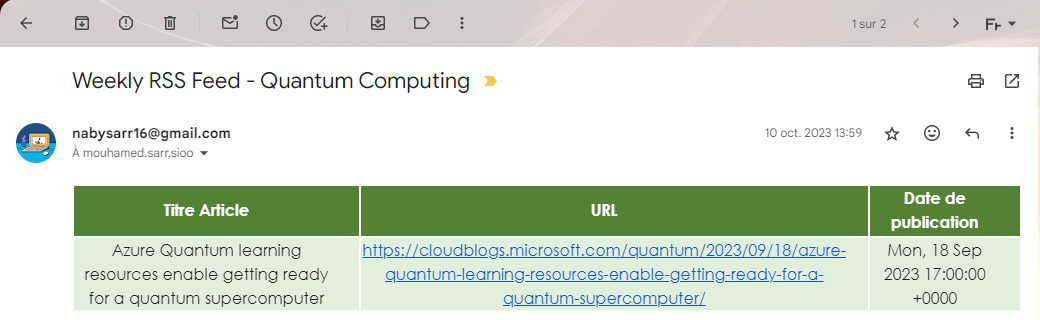 1 sur 2
Fr
Weekly RSS Feed - Quantum Computing
nabysarr16@gmail.com
10 oct. 2023 13:59
À mouhamed.sarr.sioo
Titre Article
URL
Date de
publication
Azure Quantum learning
resources enable getting ready
for a quantum supercomputer
https://cloudblogs.microsoft.com/quantum/2023/09/18/azure-
quantum-learning-resources-enable-getting-ready-for-a-
quantum-supercomputer/
Mon, 18 Sep
2023 17:00:00
+0000